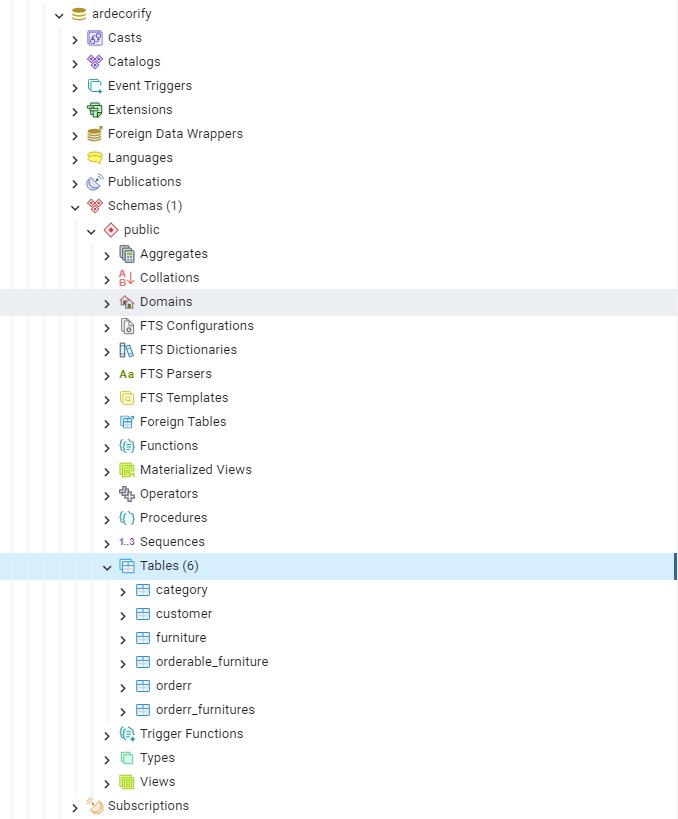 ardecorify
Casts
Catalogs
Event Triggers
Extensions
Foreign Data Wrappers
Languages
Publications
Schemas (1)
public
Aggregates
Collations
Domains
FTS Configurations
FTS Dictionaries
Aa FTS Parsers
FTS Templates
Foreign Tables
Functions
Materialized Views
Operators
Procedures
1..3 Sequences
Tables (6)
category
customer
furniture
orderable_furniture
orderr
orderr_furnitures
Trigger Functions
Types
Views
Subscriptions